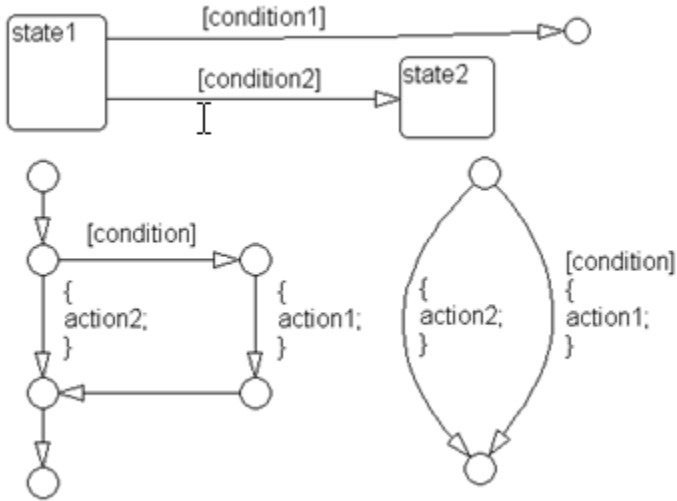 [condition1]
state1
[condition2]
state2
[condition]
{
action2;
}
{
action1;
}
{
action2;
}
[condition]
{
action1;
}